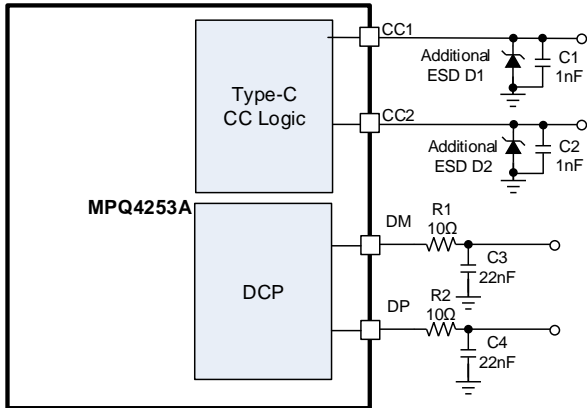 CC1
Additional
ESD D1
C1
1nF
Type-C
CC Logic
CC2
Additional
ESD D2
C2
1nF
MPQ4253A
DCP
DM
R1
10Ω
C3
22nF
DP
R2
10Ω
C4
22nF